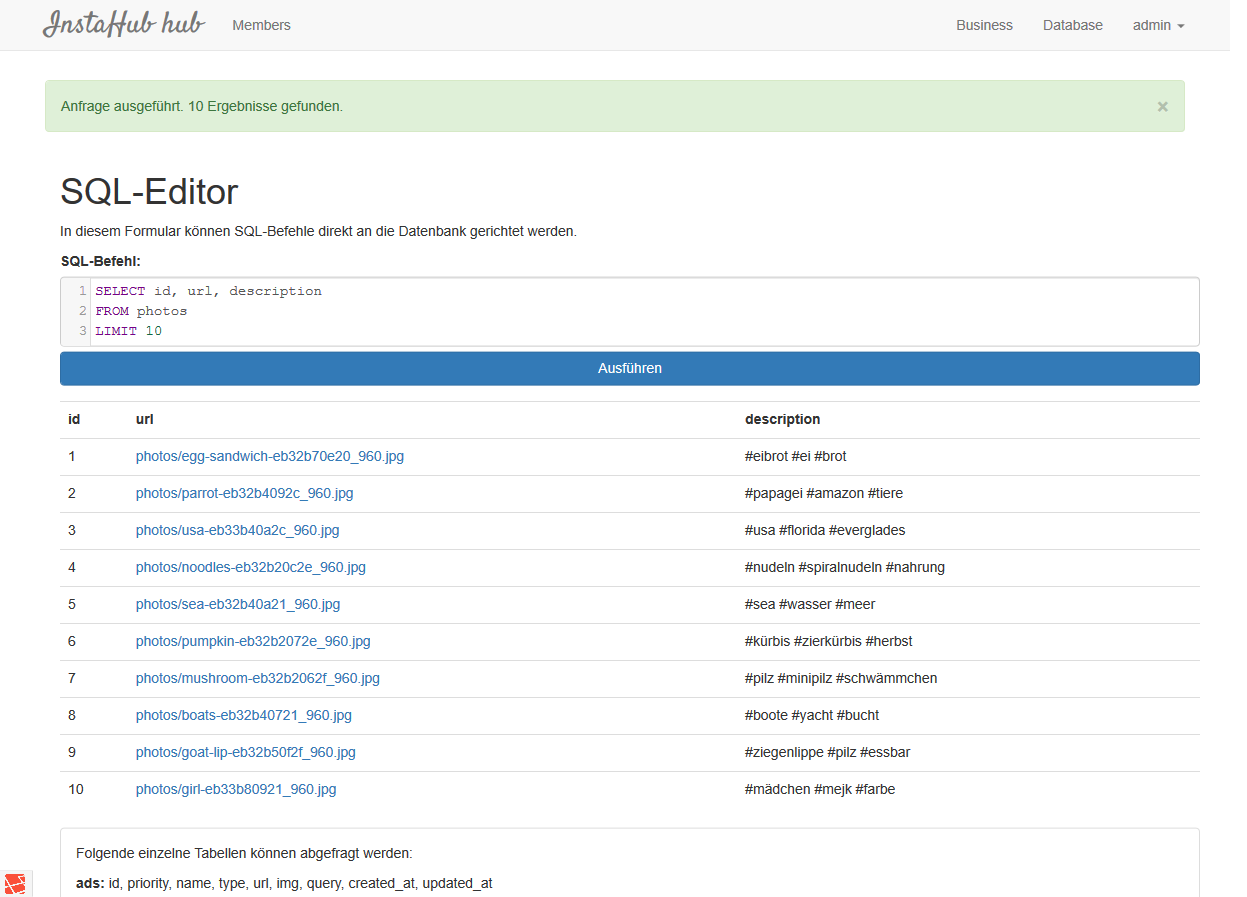 InstaHub hub Members Business Database admin
Anfrage ausgeführt. 10 Ergebnisse gefunden. ×
SQL-Editor
In diesem Formular können SQL-Befehle direkt an die Datenbank gerichtet werden.
SQL-Befehl:
1 SELECT id, url, description
2 FROM photos
3 LIMIT 10
Ausführen
id url description
1 photos/egg-sandwich-eb32b70e20_960.jpg #eibrot #ei #brot
2 photos/parrot-eb32b4092c_960.jpg #papagei #amazon #tiere
3 photos/usa-eb33b40a2c_960.jpg #usa #florida #everglades
4 photos/noodles-eb32b20c2e_960.jpg #nudeln #spiralnudeln #nahrung
5 photos/sea-eb32b40a21_960.jpg #sea #wasser #meer
6 photos/pumpkin-eb32b2072e_960.jpg #kürbis #zierkürbis #herbst
7 photos/mushroom-eb32b2062f_960.jpg #pilz #minipilz #schwämmchen
8 photos/boats-eb32b40721_960.jpg #boote #yacht #bucht
9 photos/goat-lip-eb32b50f2f_960.jpg #ziegenlippe #pilz #essbar
10 photos/girl-eb33b80921_960.jpg #mädchen #mejk #farbe
Folgende einzelne Tabellen können abgefragt werden:
ads: id, priority, name, type, url, img, query, created_at, updated_at